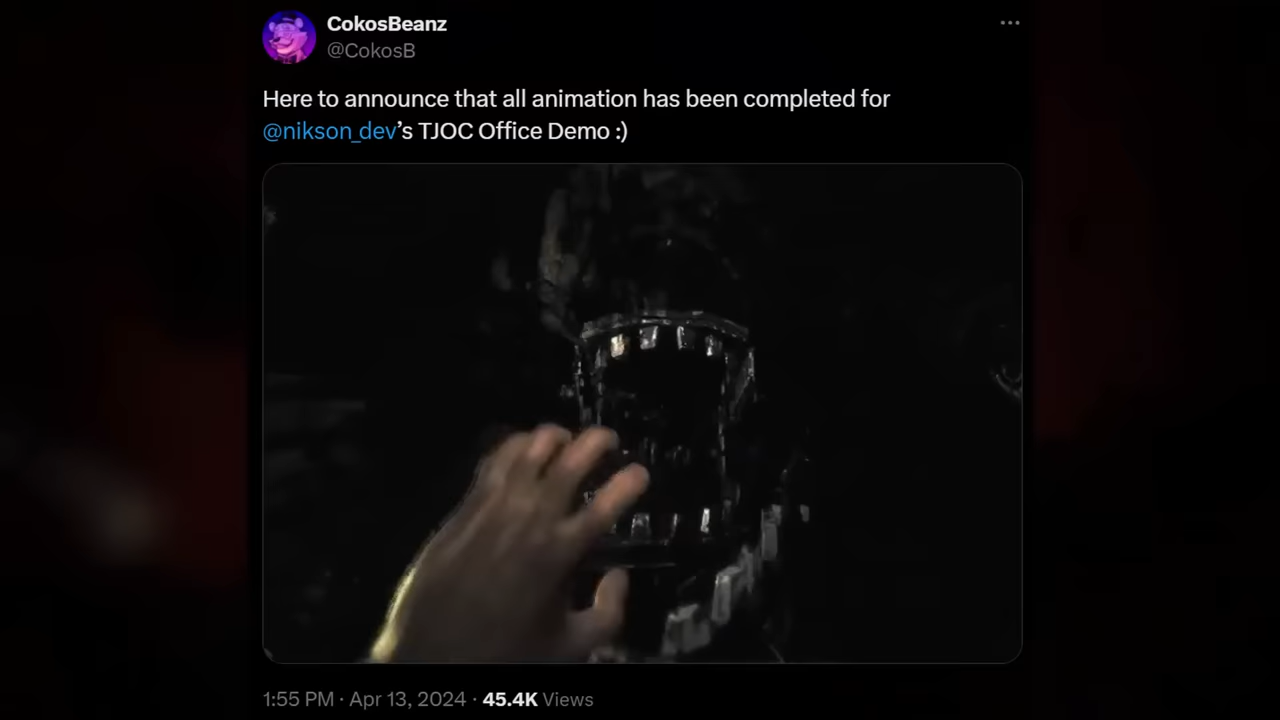 CokosBeanz
@CokosB
Here to announce that all animation has been completed for
@nikson_dev’s TJOC Office Demo :)
1:55 PM · Apr 13, 2024 · 45.4K Views